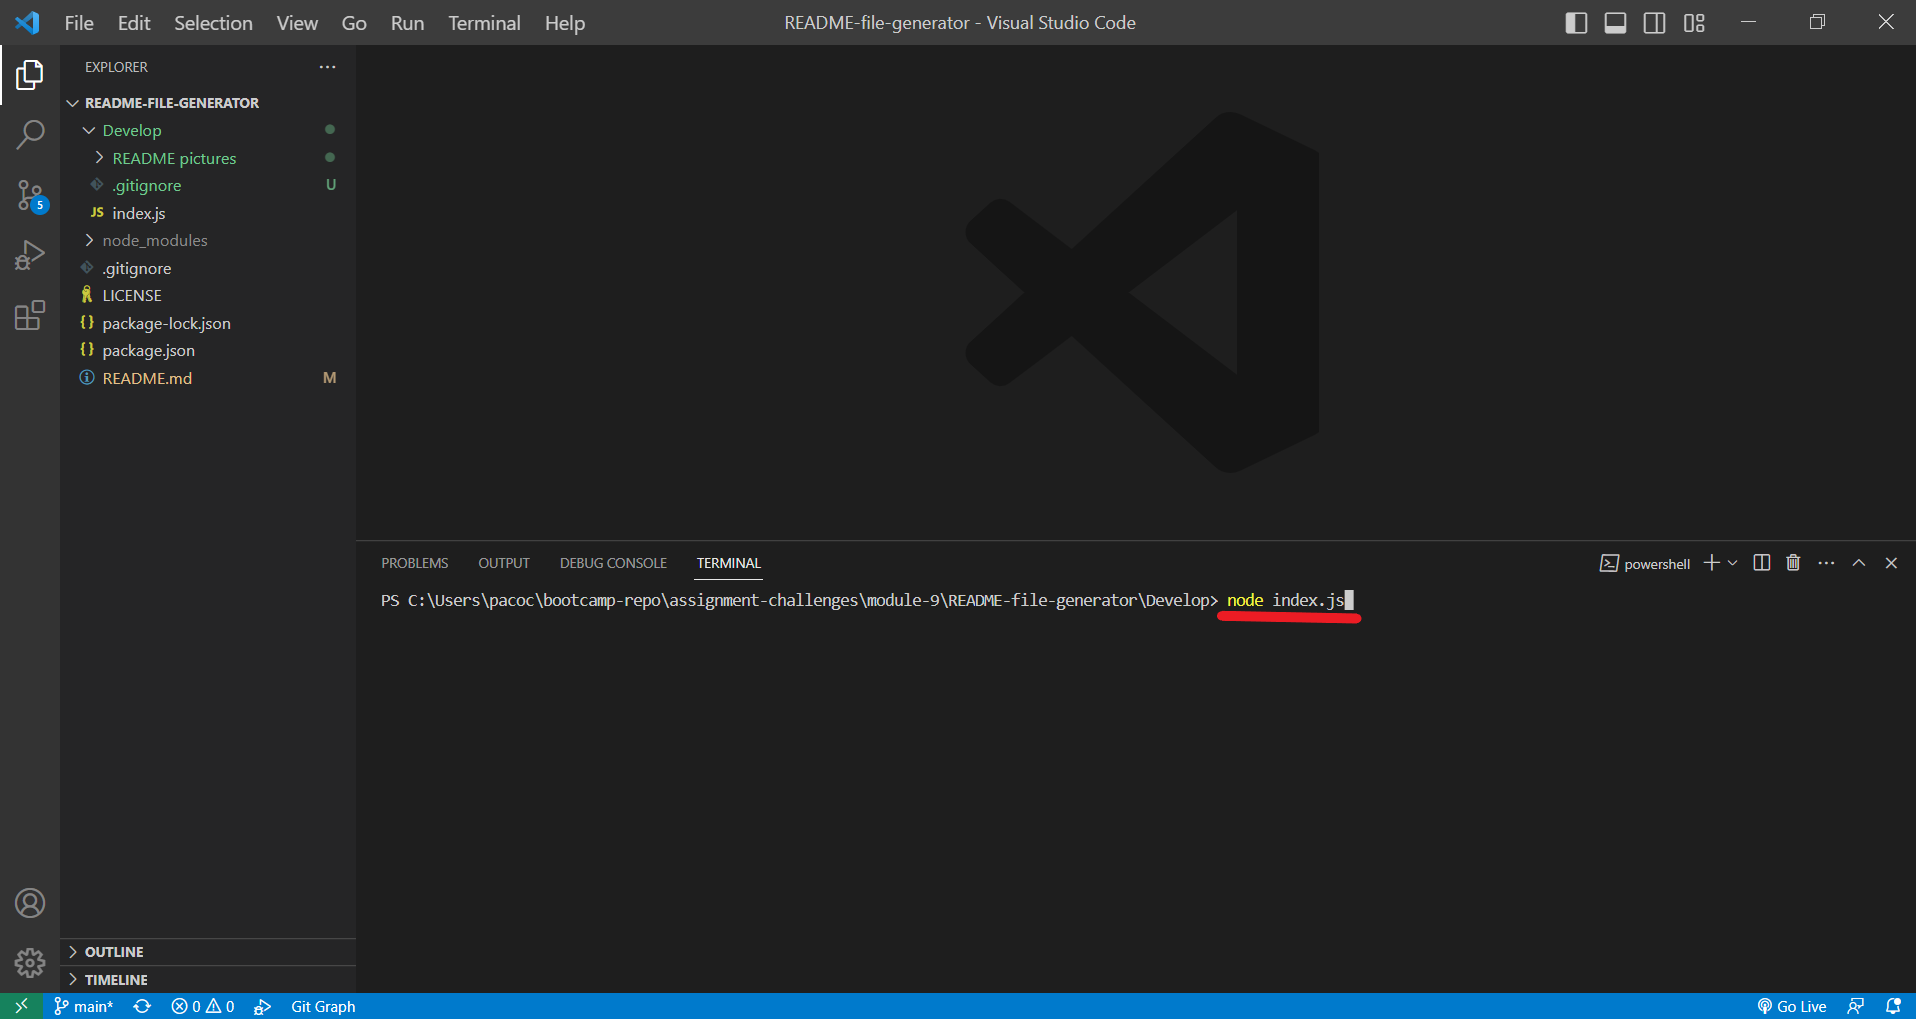 File Edit Selection View Go Run Terminal Help
README-file-generator - Visual Studio Code
EXPLORER
README-FILE-GENERATOR
Develop
README pictures
.gitignore U
JS index.js
node_modules
.gitignore
LICENSE
{} package-lock.json
{} package.json
README.md M
5
OUTLINE
TIMELINE
PROBLEMS OUTPUT DEBUG CONSOLE TERMINAL
powershell
PS C:\Users\pacoc\bootcamp-repo\assignment-challenges\module-9\README-file-generator\Develop> node index.js
main* 0 0 Git Graph
Go Live